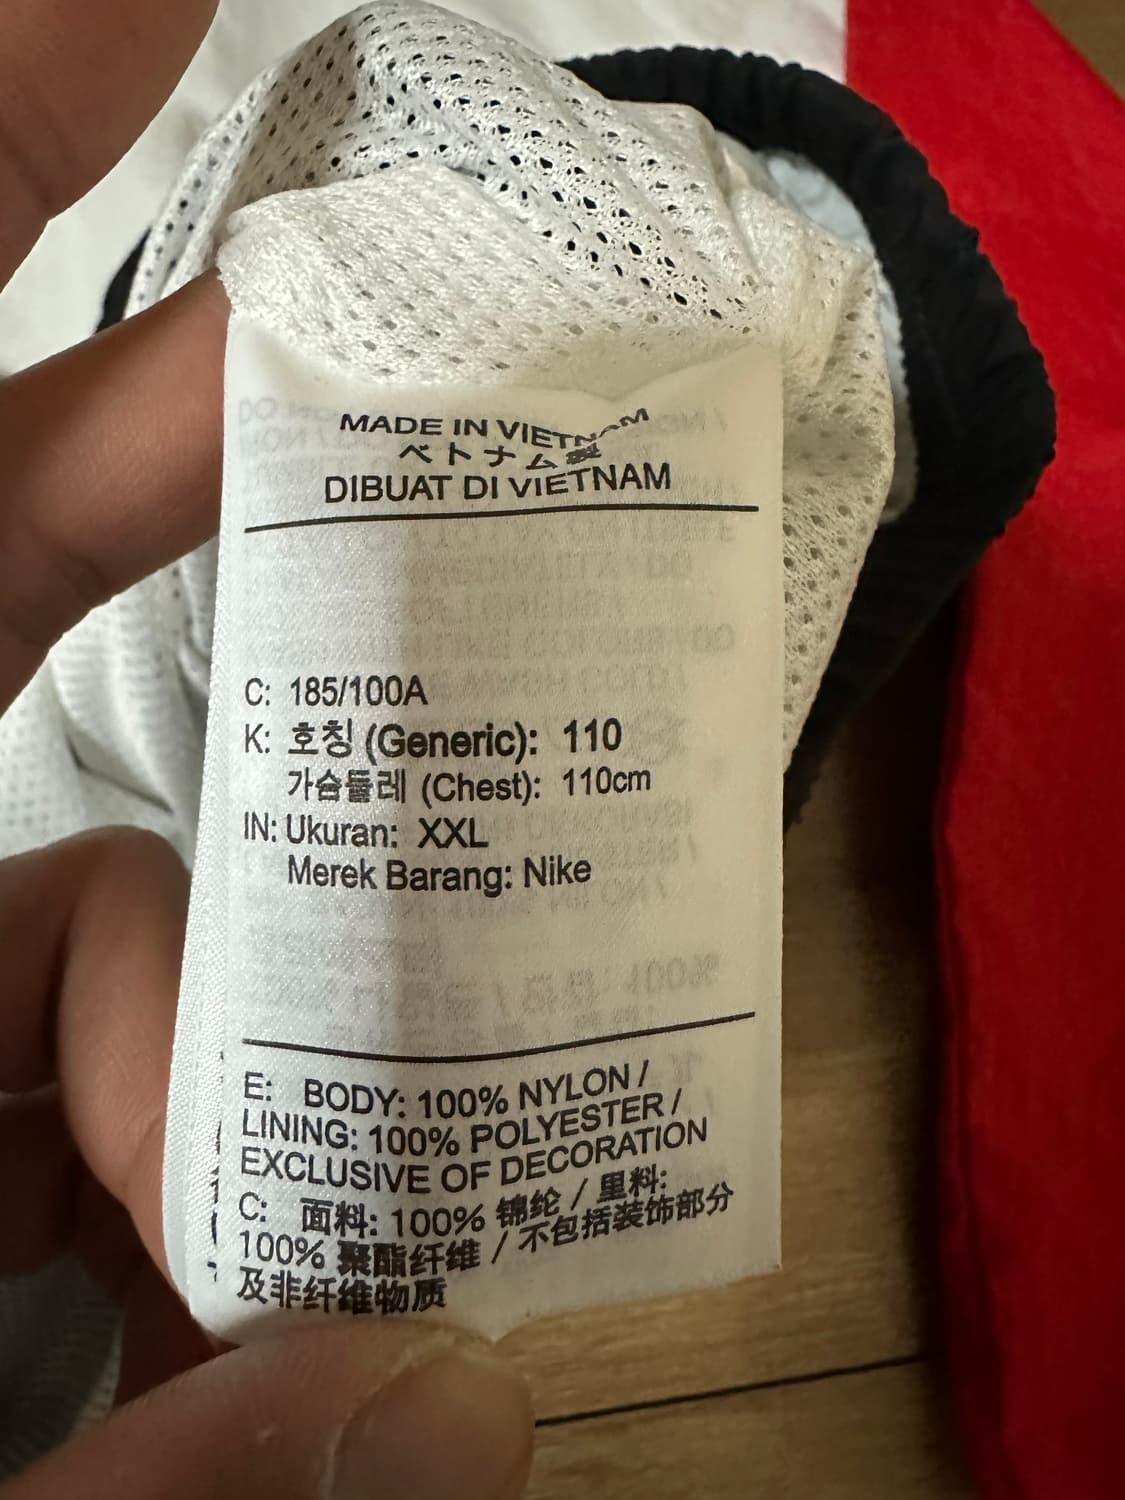 MADE IN VIETNAM
ベトナム製
DIBUAT DI VIETNAM
C: 185/100A
K: 호칭 (Generic): 110
가슴둘레 (Chest): 110cm
IN: Ukuran: XXL
Merek Barang: Nike
E: BODY: 100% NYLON /
LINING: 100% POLYESTER /
EXCLUSIVE OF DECORATION
C: 面料: 100% 锦纶 / 里料:
100% 聚酯纤维 / 不包括装饰部分
及非纤维物质